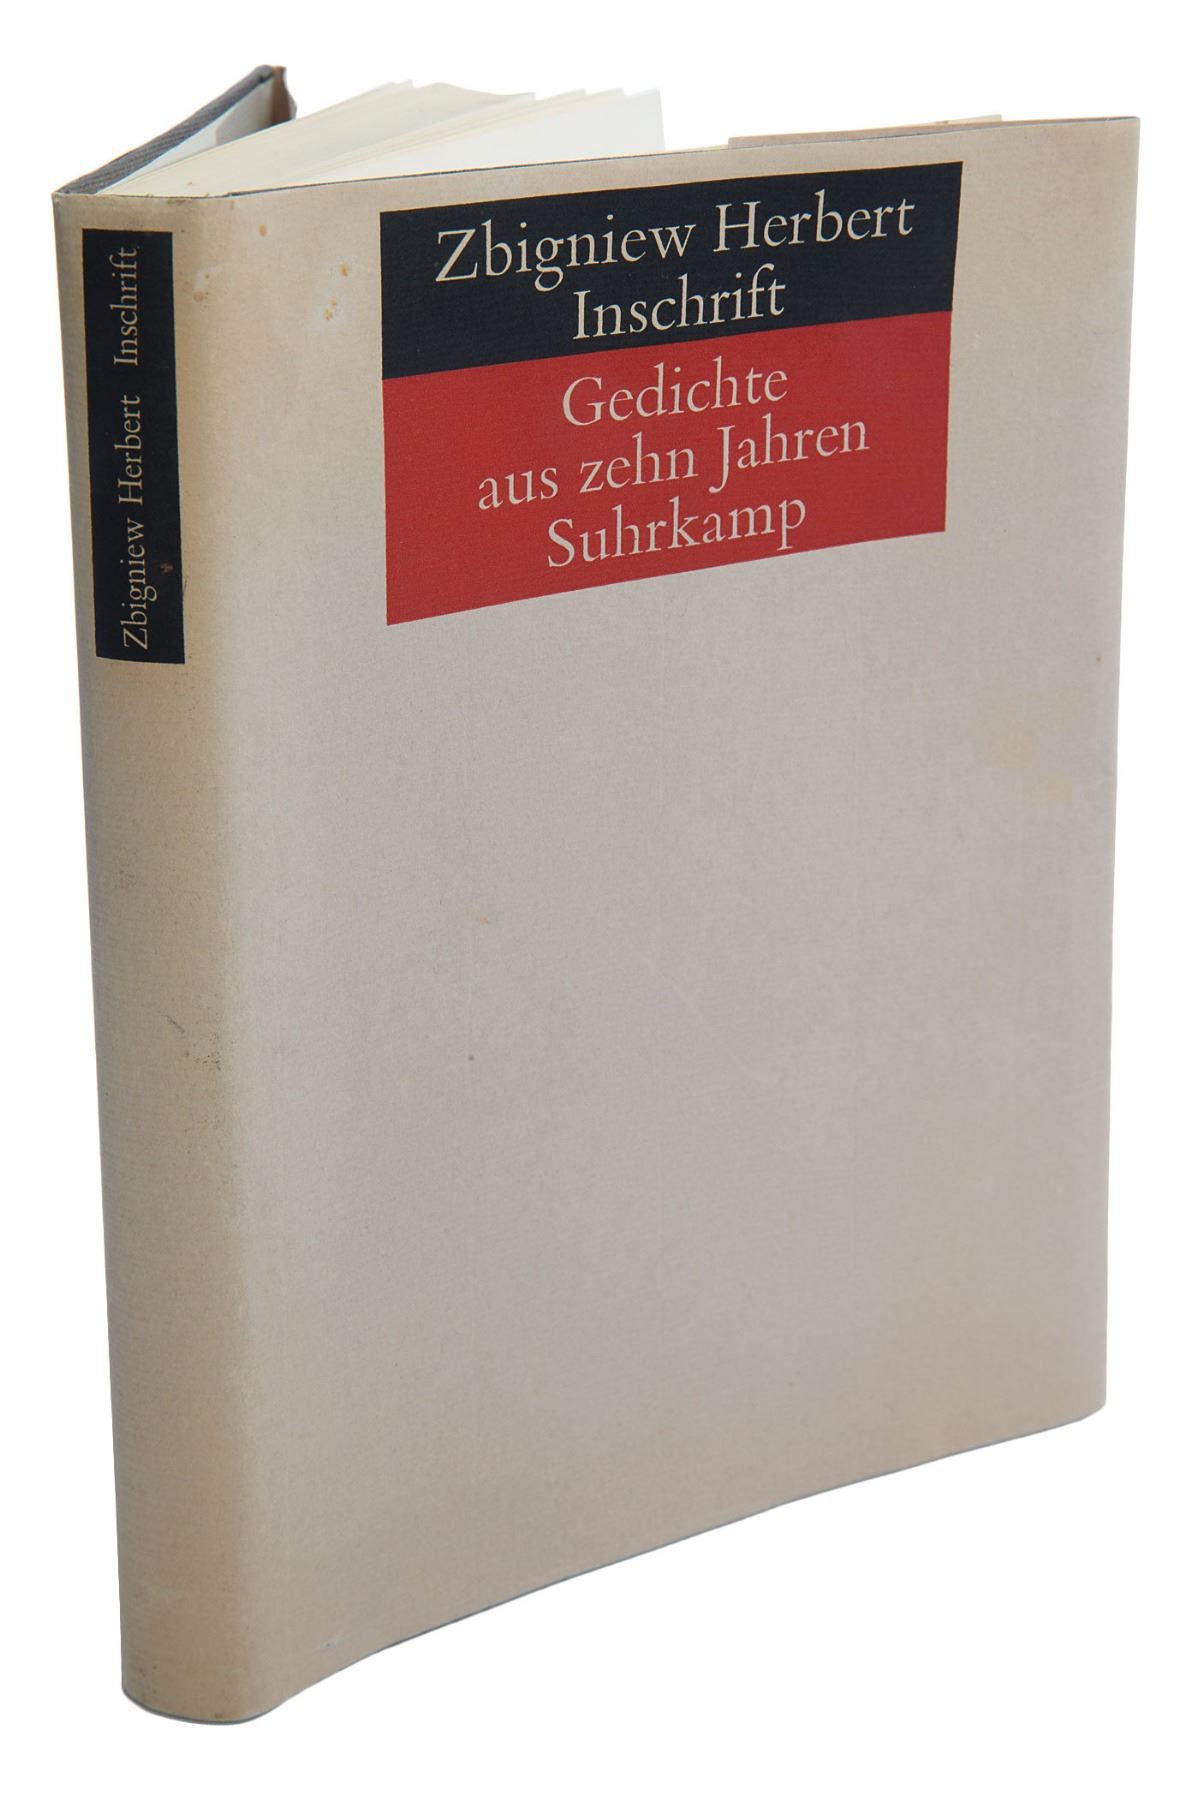 Zbigniew Herbert Inschrift
Zbigniew Herbert
Inschrift
Gedichte
aus zehn Jahren
Suhrkamp